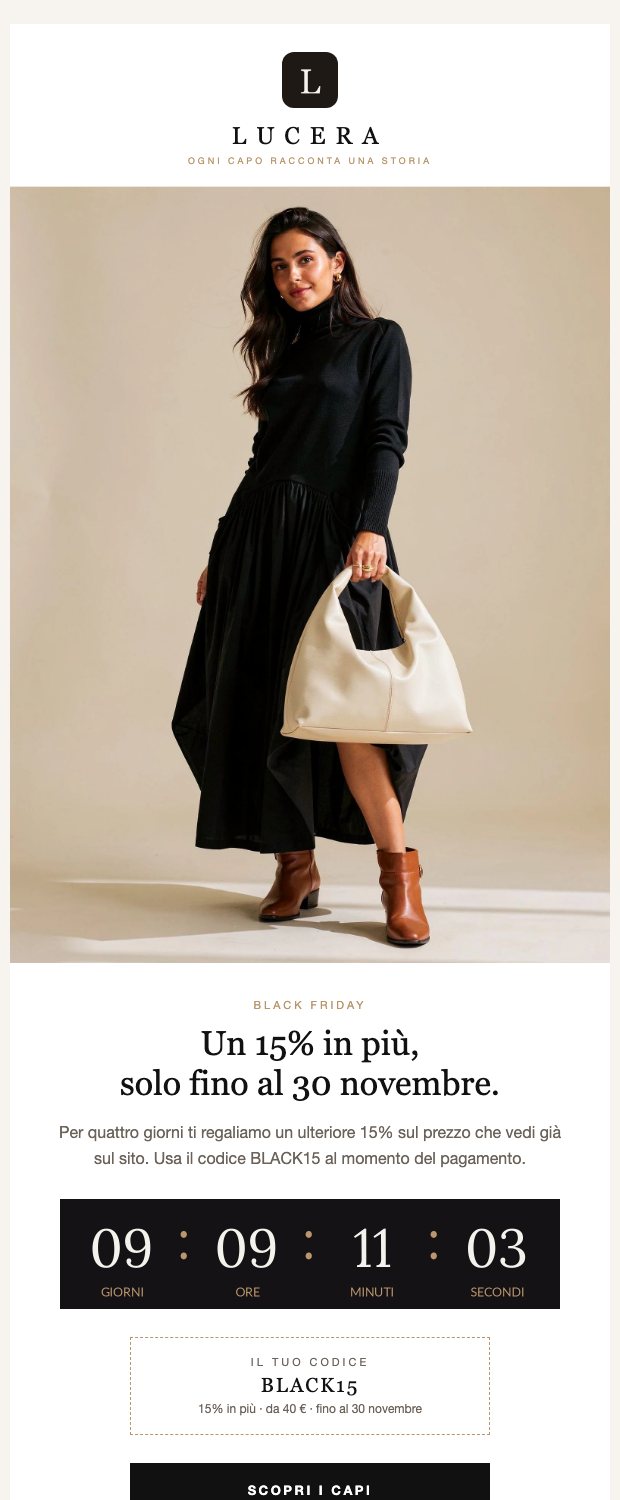 L
LUCERA
OGNI CAPO RACCONTA UNA STORIA
BLACK FRIDAY
Un 15% in più,
solo fino al 30 novembre.
Per quattro giorni ti regaliamo un ulteriore 15% sul prezzo che vedi già
sul sito. Usa il codice BLACK15 al momento del pagamento.
09 : 09 : 11 : 03
GIORNI ORE MINUTI SECONDI
IL TUO CODICE
BLACK15
15% in più · da 40 € · fino al 30 novembre
SCOPRI I CAPI